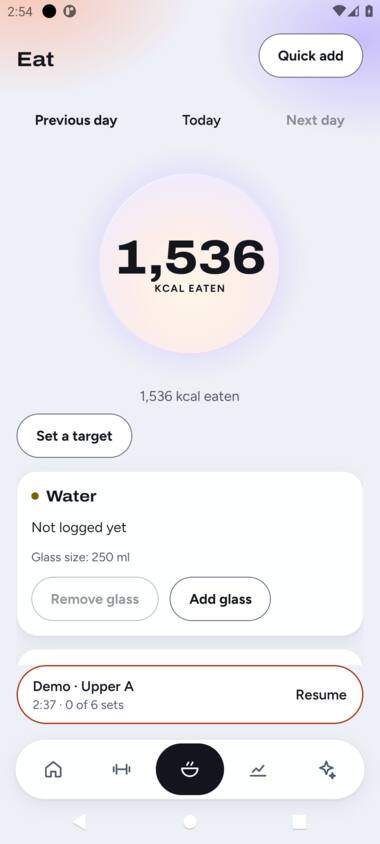 2:54
Eat
Quick add
Previous day
Today
Next day
1,536
KCAL EATEN
1,536 kcal eaten
Set a target
Water
Not logged yet
Glass size: 250 ml
Remove glass
Add glass
Demo · Upper A
2:37 · 0 of 6 sets
Resume